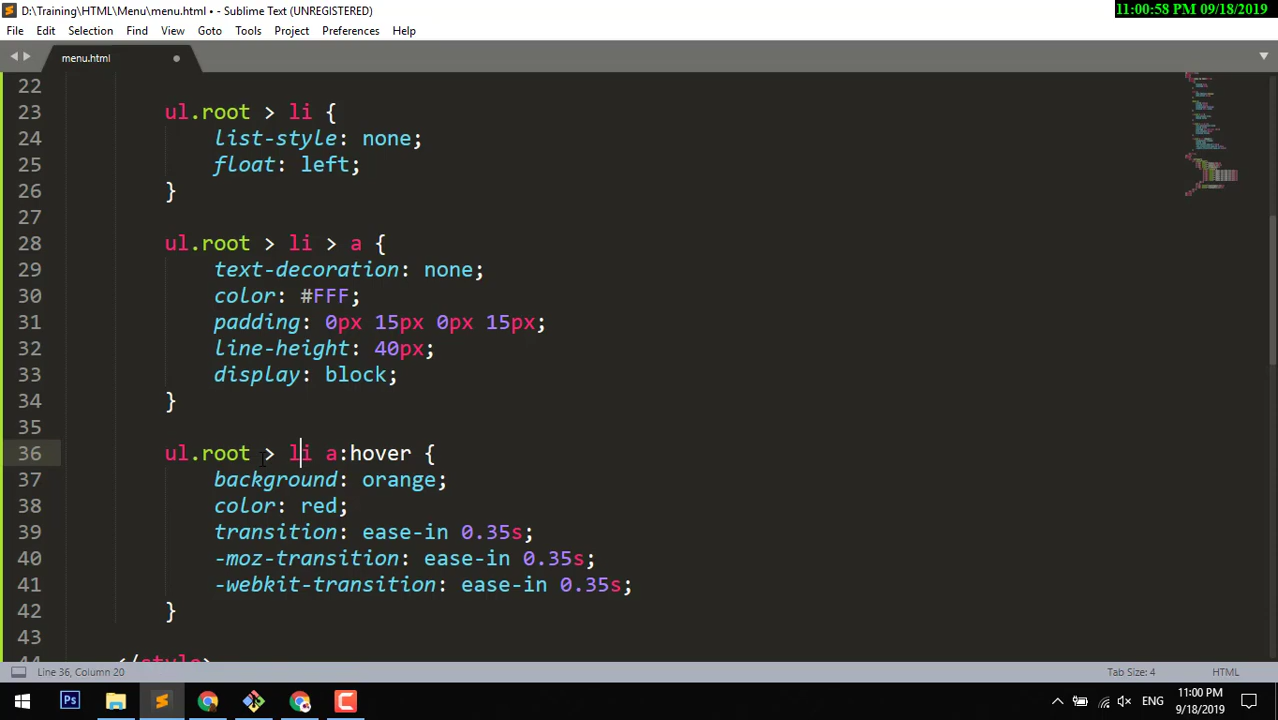 D:\Training\HTML\Menu\menu.html • - Sublime Text (UNREGISTERED)
11:00:58 PM 09/18/2019
File Edit Selection Find View Goto Tools Project Preferences Help
menu.html
22
23 ul.root > li {
24 list-style: none;
25 float: left;
26 }
27
28 ul.root > li > a {
29 text-decoration: none;
30 color: #FFF;
31 padding: 0px 15px 0px 15px;
32 line-height: 40px;
33 display: block;
34 }
35
36 ul.root > li a:hover {
37 background: orange;
38 color: red;
39 transition: ease-in 0.35s;
40 -moz-transition: ease-in 0.35s;
41 -webkit-transition: ease-in 0.35s;
42 }
43
44 </style>
Line 36, Column 20
Tab Size: 4
HTML
Ps
ENG
11:00 PM
9/18/2019